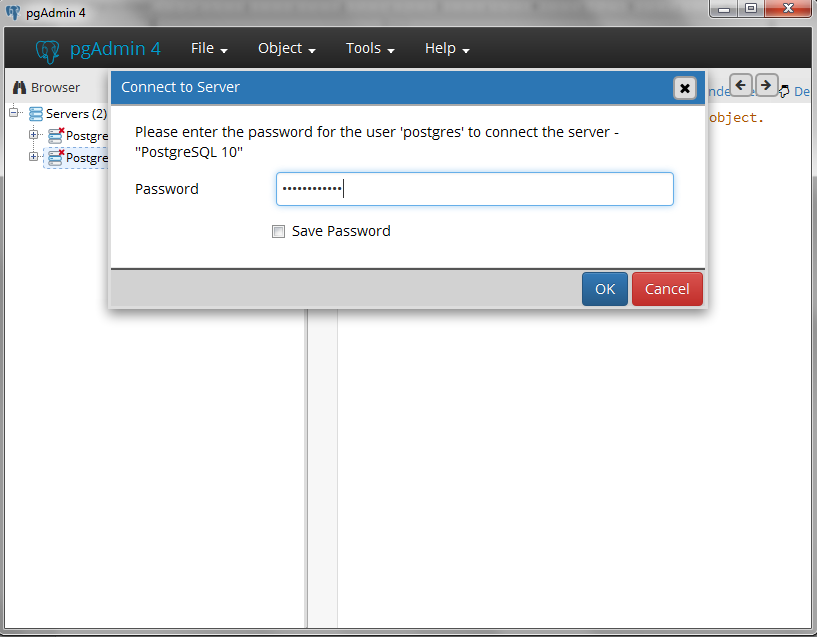 pgAdmin 4
pgAdmin 4 File Object Tools Help
Browser
Connect to Server
De
Servers (2)
object.
Please enter the password for the user 'postgres' to connect the server -
Postgre
"PostgreSQL 10"
Postgre
Password ••••••••••••
Save Password
OK Cancel